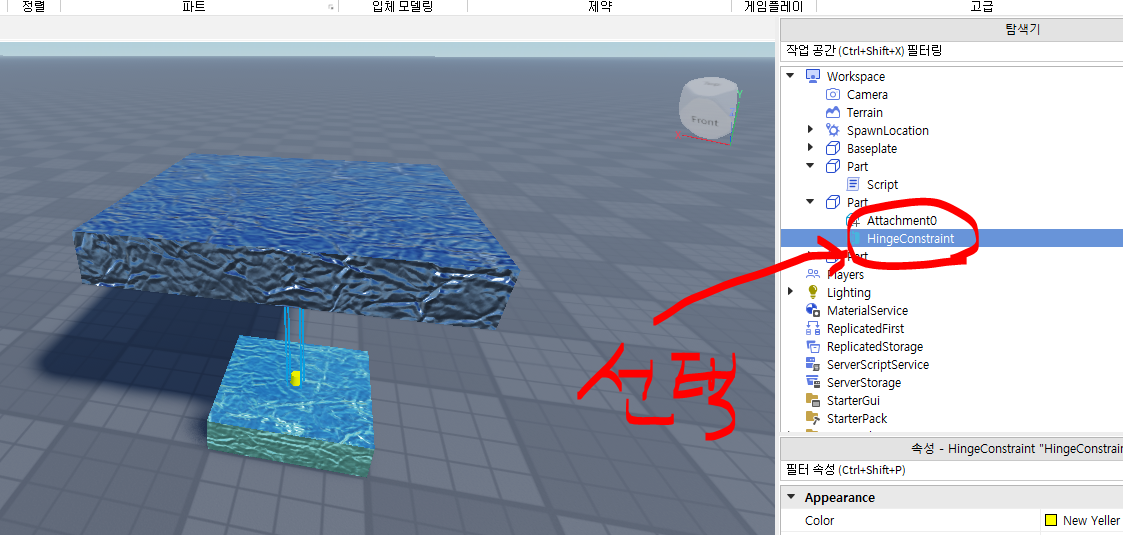 정렬 파트 입체 모델링 제약 게임플레이 고급
탐색기
작업 공간 (Ctrl+Shift+X) 필터링
Workspace
Camera
Terrain
SpawnLocation
Baseplate
Part
Script
Part
Attachment0
HingeConstraint
Part
Players
Lighting
MaterialService
ReplicatedFirst
ReplicatedStorage
ServerScriptService
ServerStorage
StarterGui
StarterPack
Front
선택
속성 - HingeConstraint "HingeConstrain
필터 속성 (Ctrl+Shift+P)
Appearance
Color New Yeller